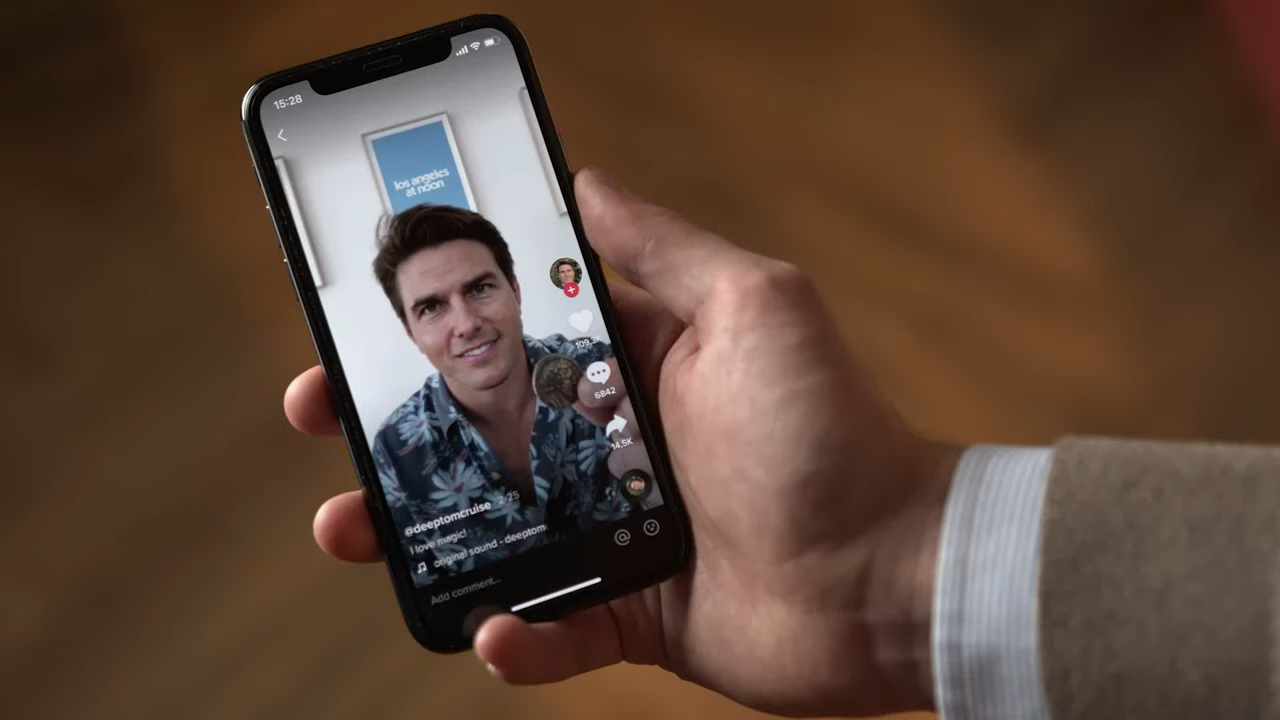 15:28
los angeles
at noon
109.3K
6842
14.5K
@deeptomcruise 3-25
I love magic!
original sound - deeptom
Add comment...